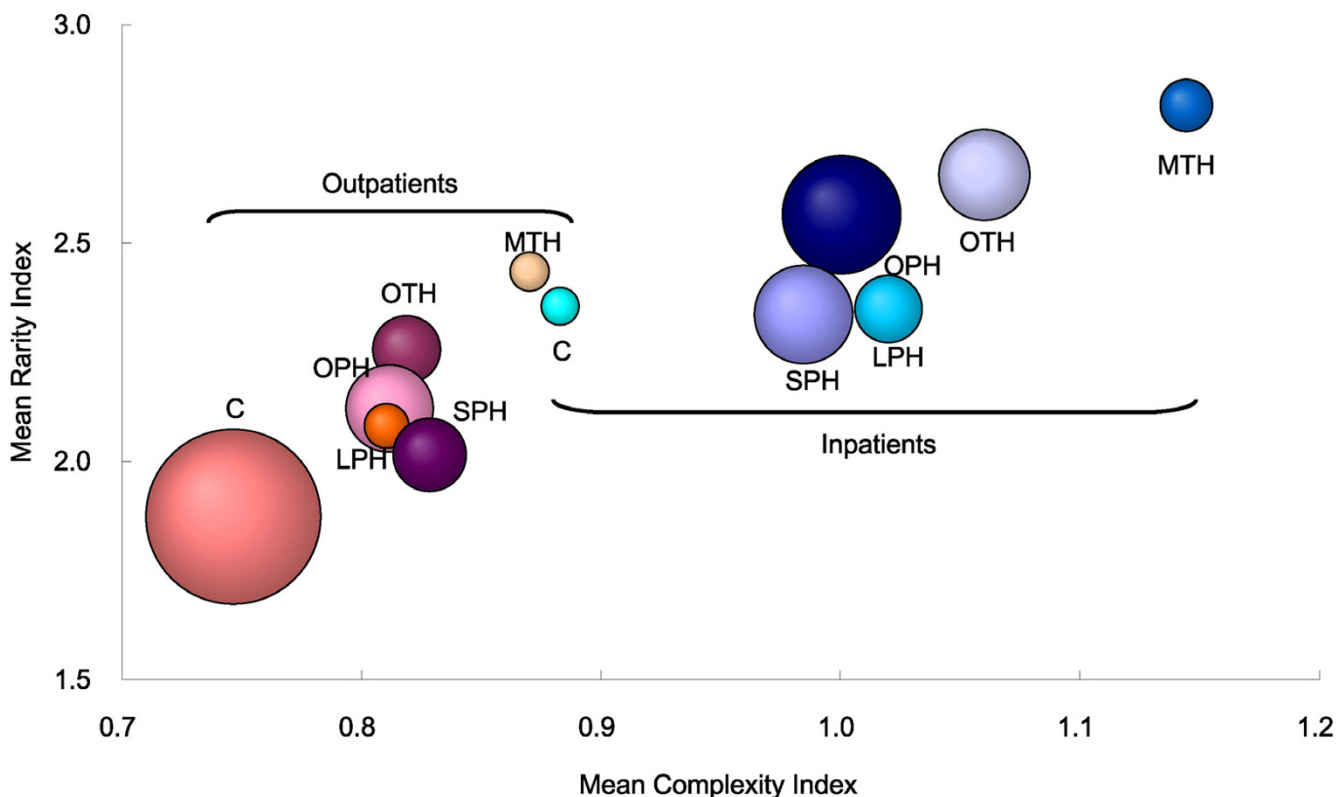 3.0
2.5
2.0
1.5
0.7
0.8
0.9
1.0
1.1
1.2
Mean Rarity Index
Mean Complexity Index
Outpatients
MTH
OTH
C
OPH
C
SPH
LPH
MTH
OTH
OPH
LPH
SPH
Inpatients